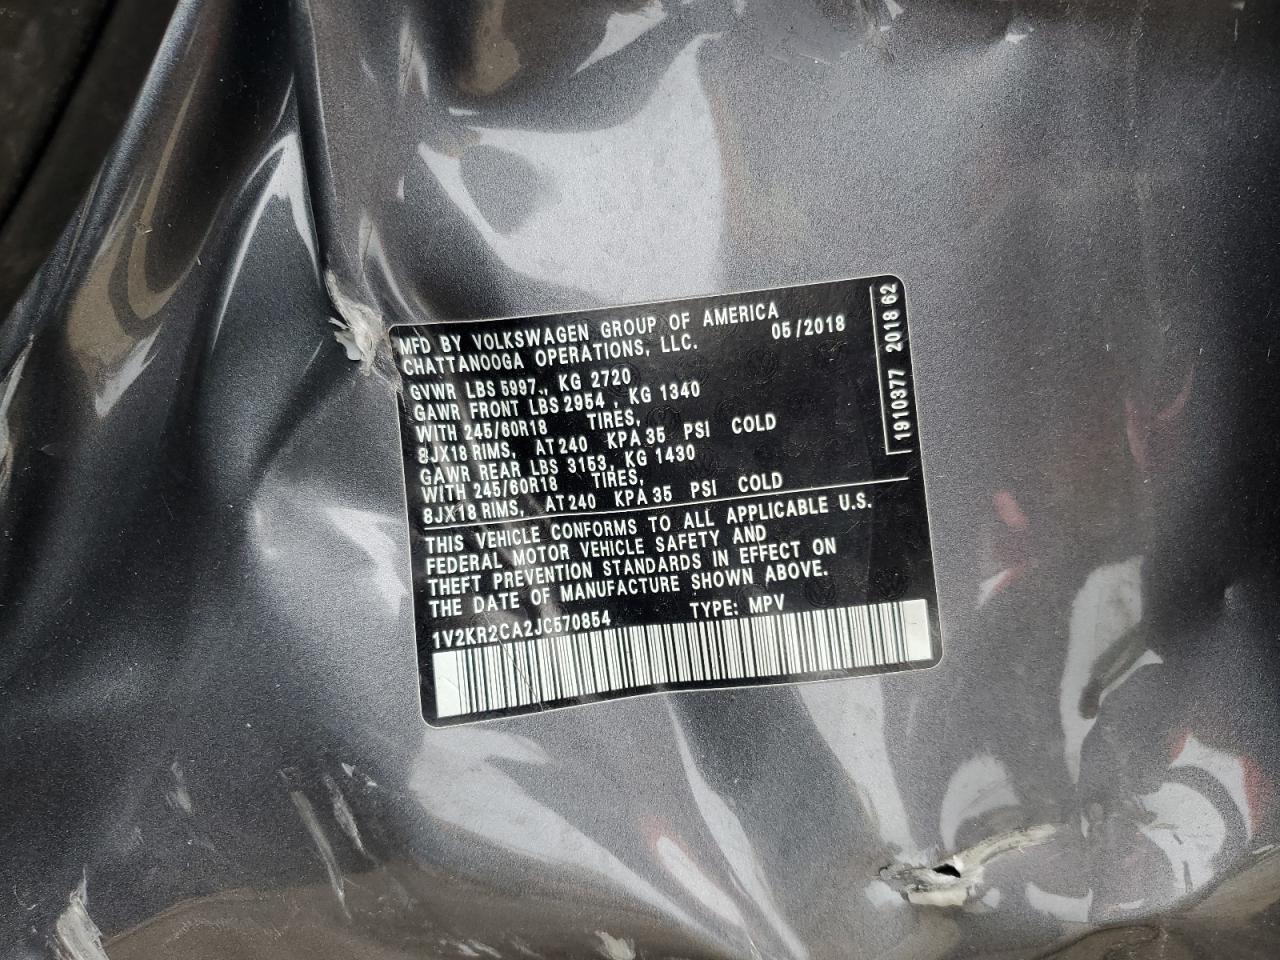 MFD BY VOLKSWAGEN GROUP OF AMERICA
CHATTANOOGA OPERATIONS, LLC. 05/2018
GVWR LBS 5997., KG 2720
GAWR FRONT LBS 2954 , KG 1340
WITH 245/60R18 TIRES,
8JX18 RIMS, AT 240 KPA 35 PSI COLD
GAWR REAR LBS 3153, KG 1430
WITH 245/60R18 TIRES,
8JX18 RIMS, AT 240 KPA 35 PSI COLD
THIS VEHICLE CONFORMS TO ALL APPLICABLE U.S.
FEDERAL MOTOR VEHICLE SAFETY AND
THEFT PREVENTION STANDARDS IN EFFECT ON
THE DATE OF MANUFACTURE SHOWN ABOVE.
1V2KR2CA2JC570854 TYPE: MPV
1910377 2018 62